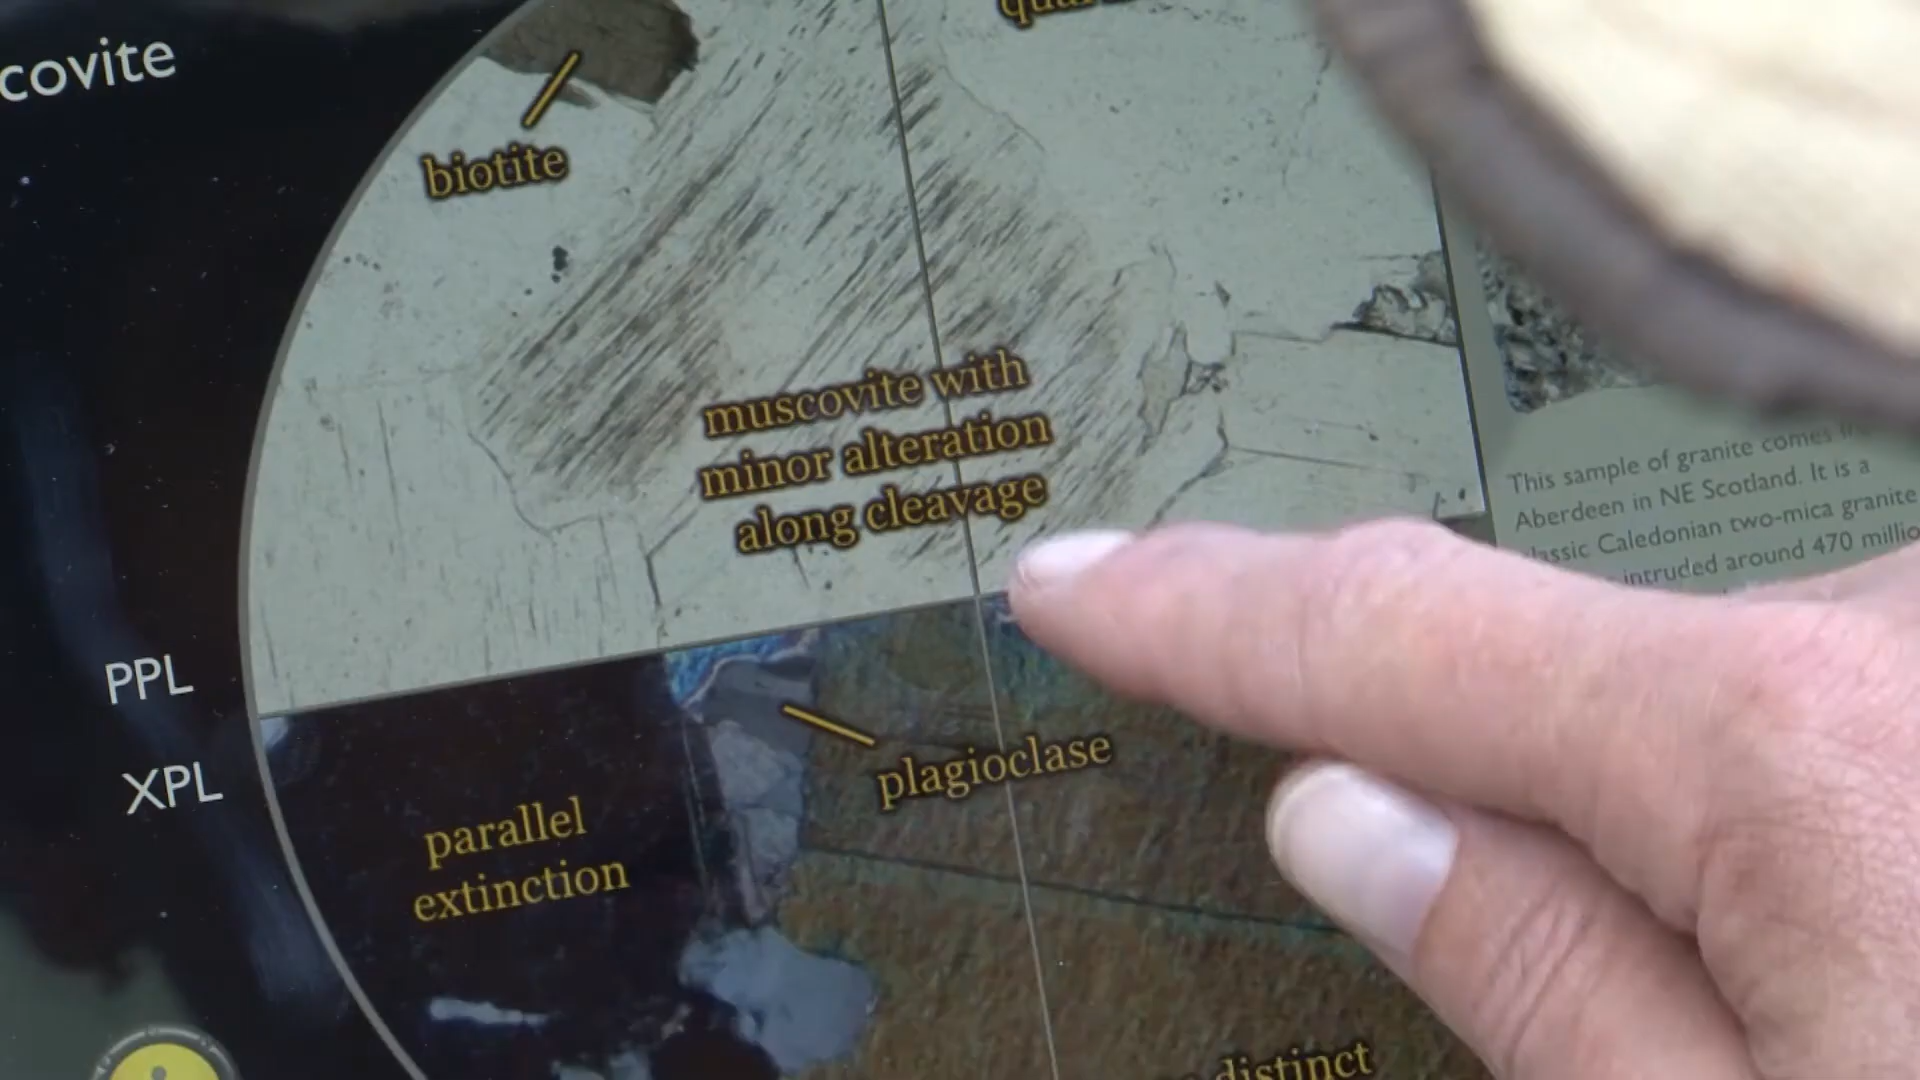 covite
biotite
muscovite with
minor alteration
along cleavage
PPL
XPL
plagioclase
parallel
extinction
distinct
This sample of granite comes
Aberdeen in NE Scotland. It is a
Caledonian two-mica granite
intruded around 470